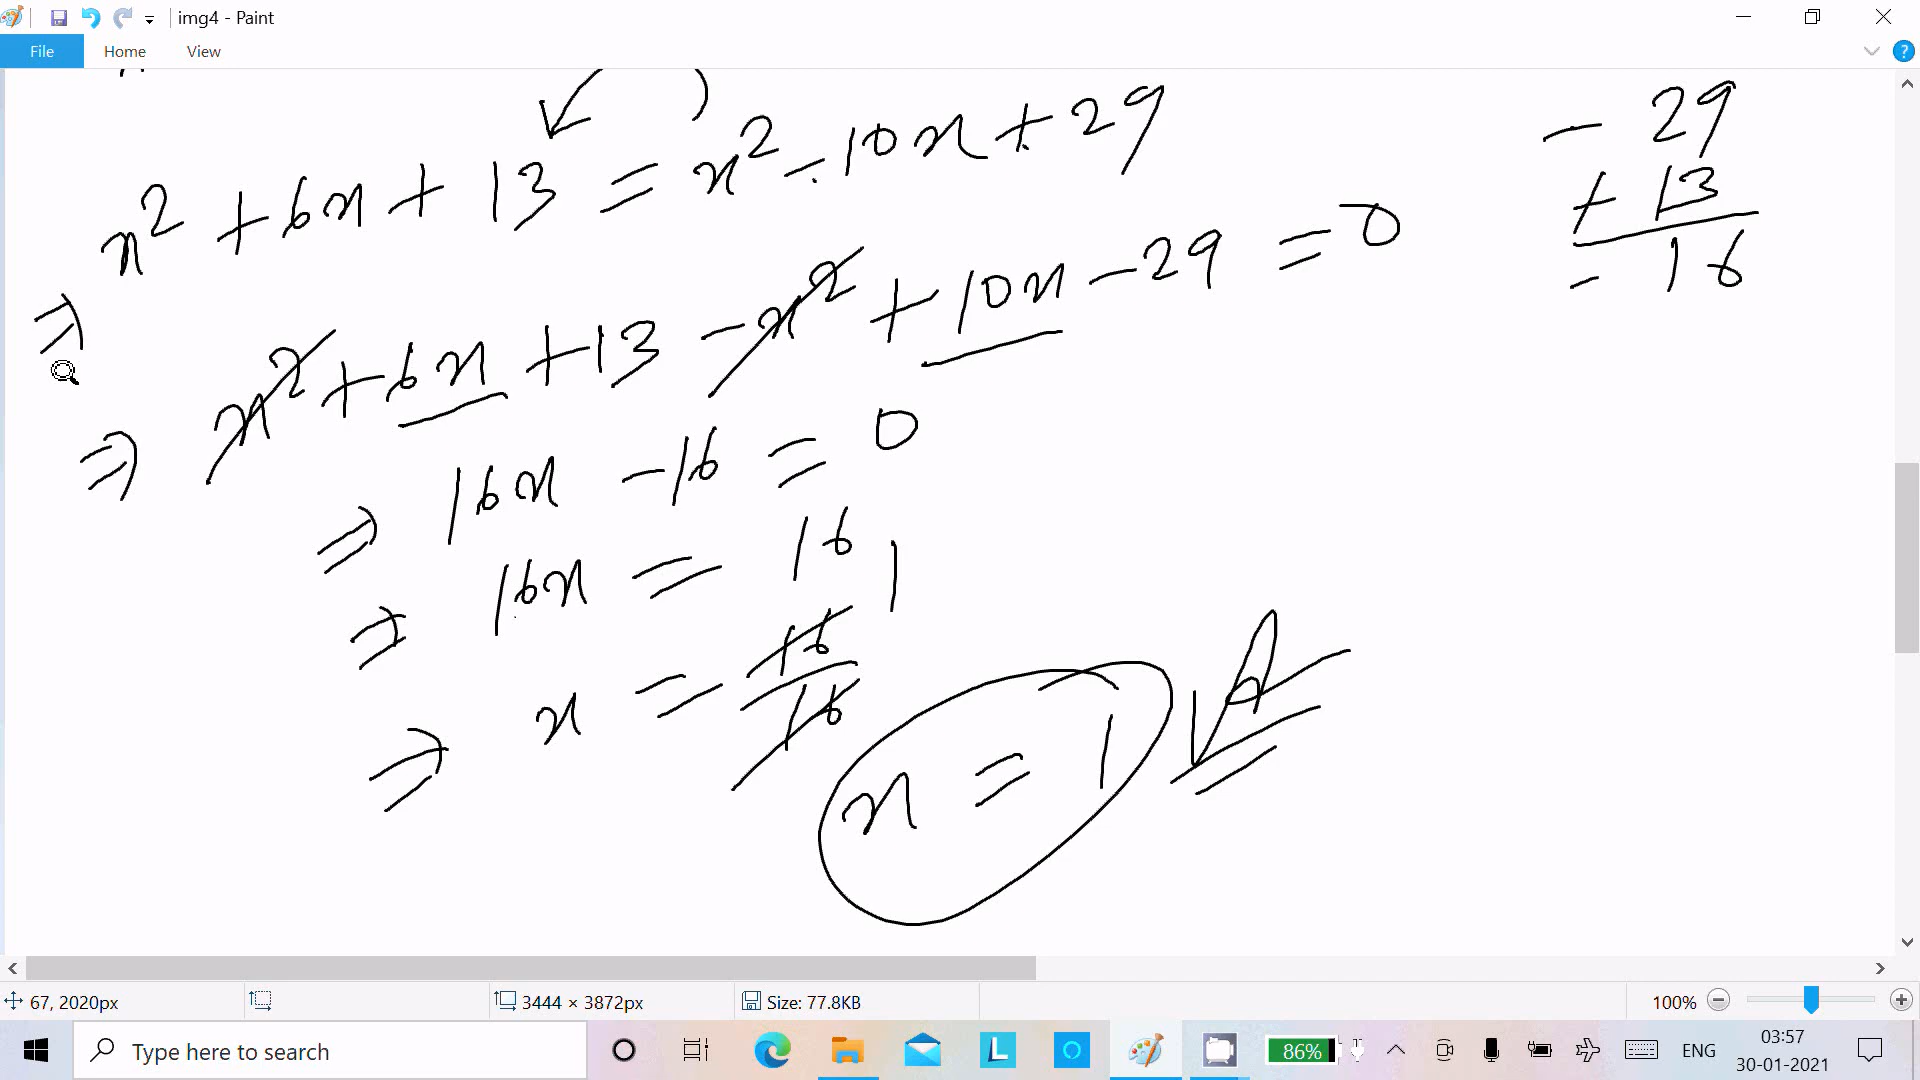 img4 - Paint
File Home View
x² + 6x + 13 = x² - 10x + 29
- 29
+ 13
= 16
⇒ x² + 6x + 13 - x² + 10x - 29 = 0
⇒ 16x - 16 = 0
⇒ 16x = 16
⇒ x = 16/16 1
⇒ x = 1
67, 2020px 3444 × 3872px Size: 77.8KB 100%
Type here to search
86% ENG 03:57
30-01-2021